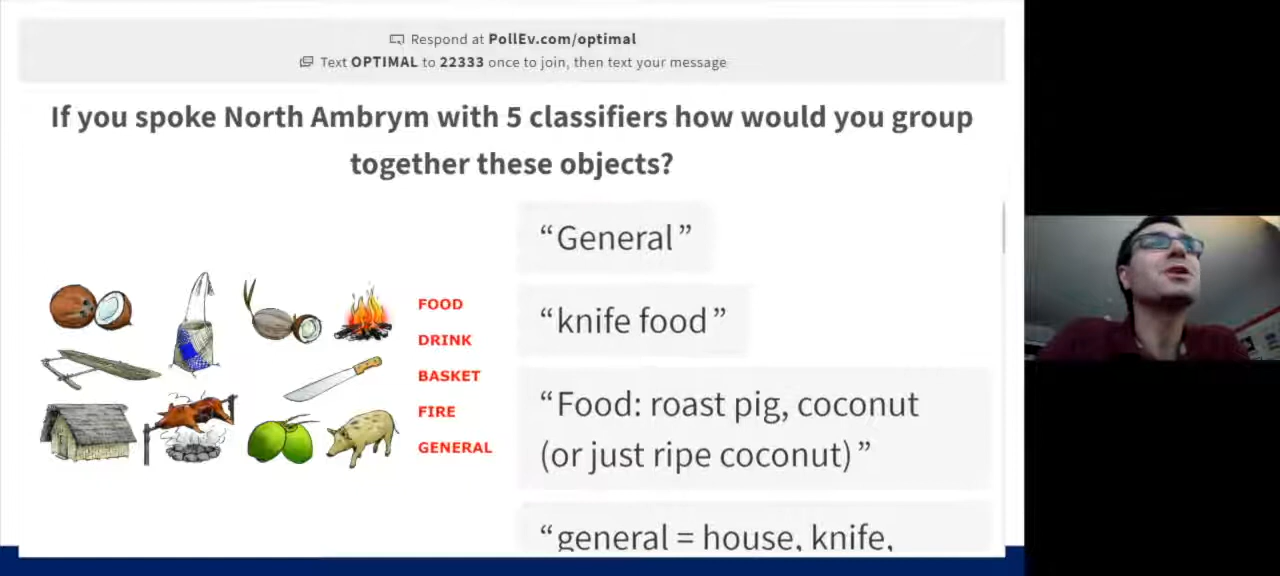 Respond at PollEv.com/optimal
Text OPTIMAL to 22333 once to join, then text your message
If you spoke North Ambrym with 5 classifiers how would you group
together these objects?
FOOD
DRINK
BASKET
FIRE
GENERAL
“General”
“knife food”
“Food: roast pig, coconut
(or just ripe coconut)”
“general = house, knife,